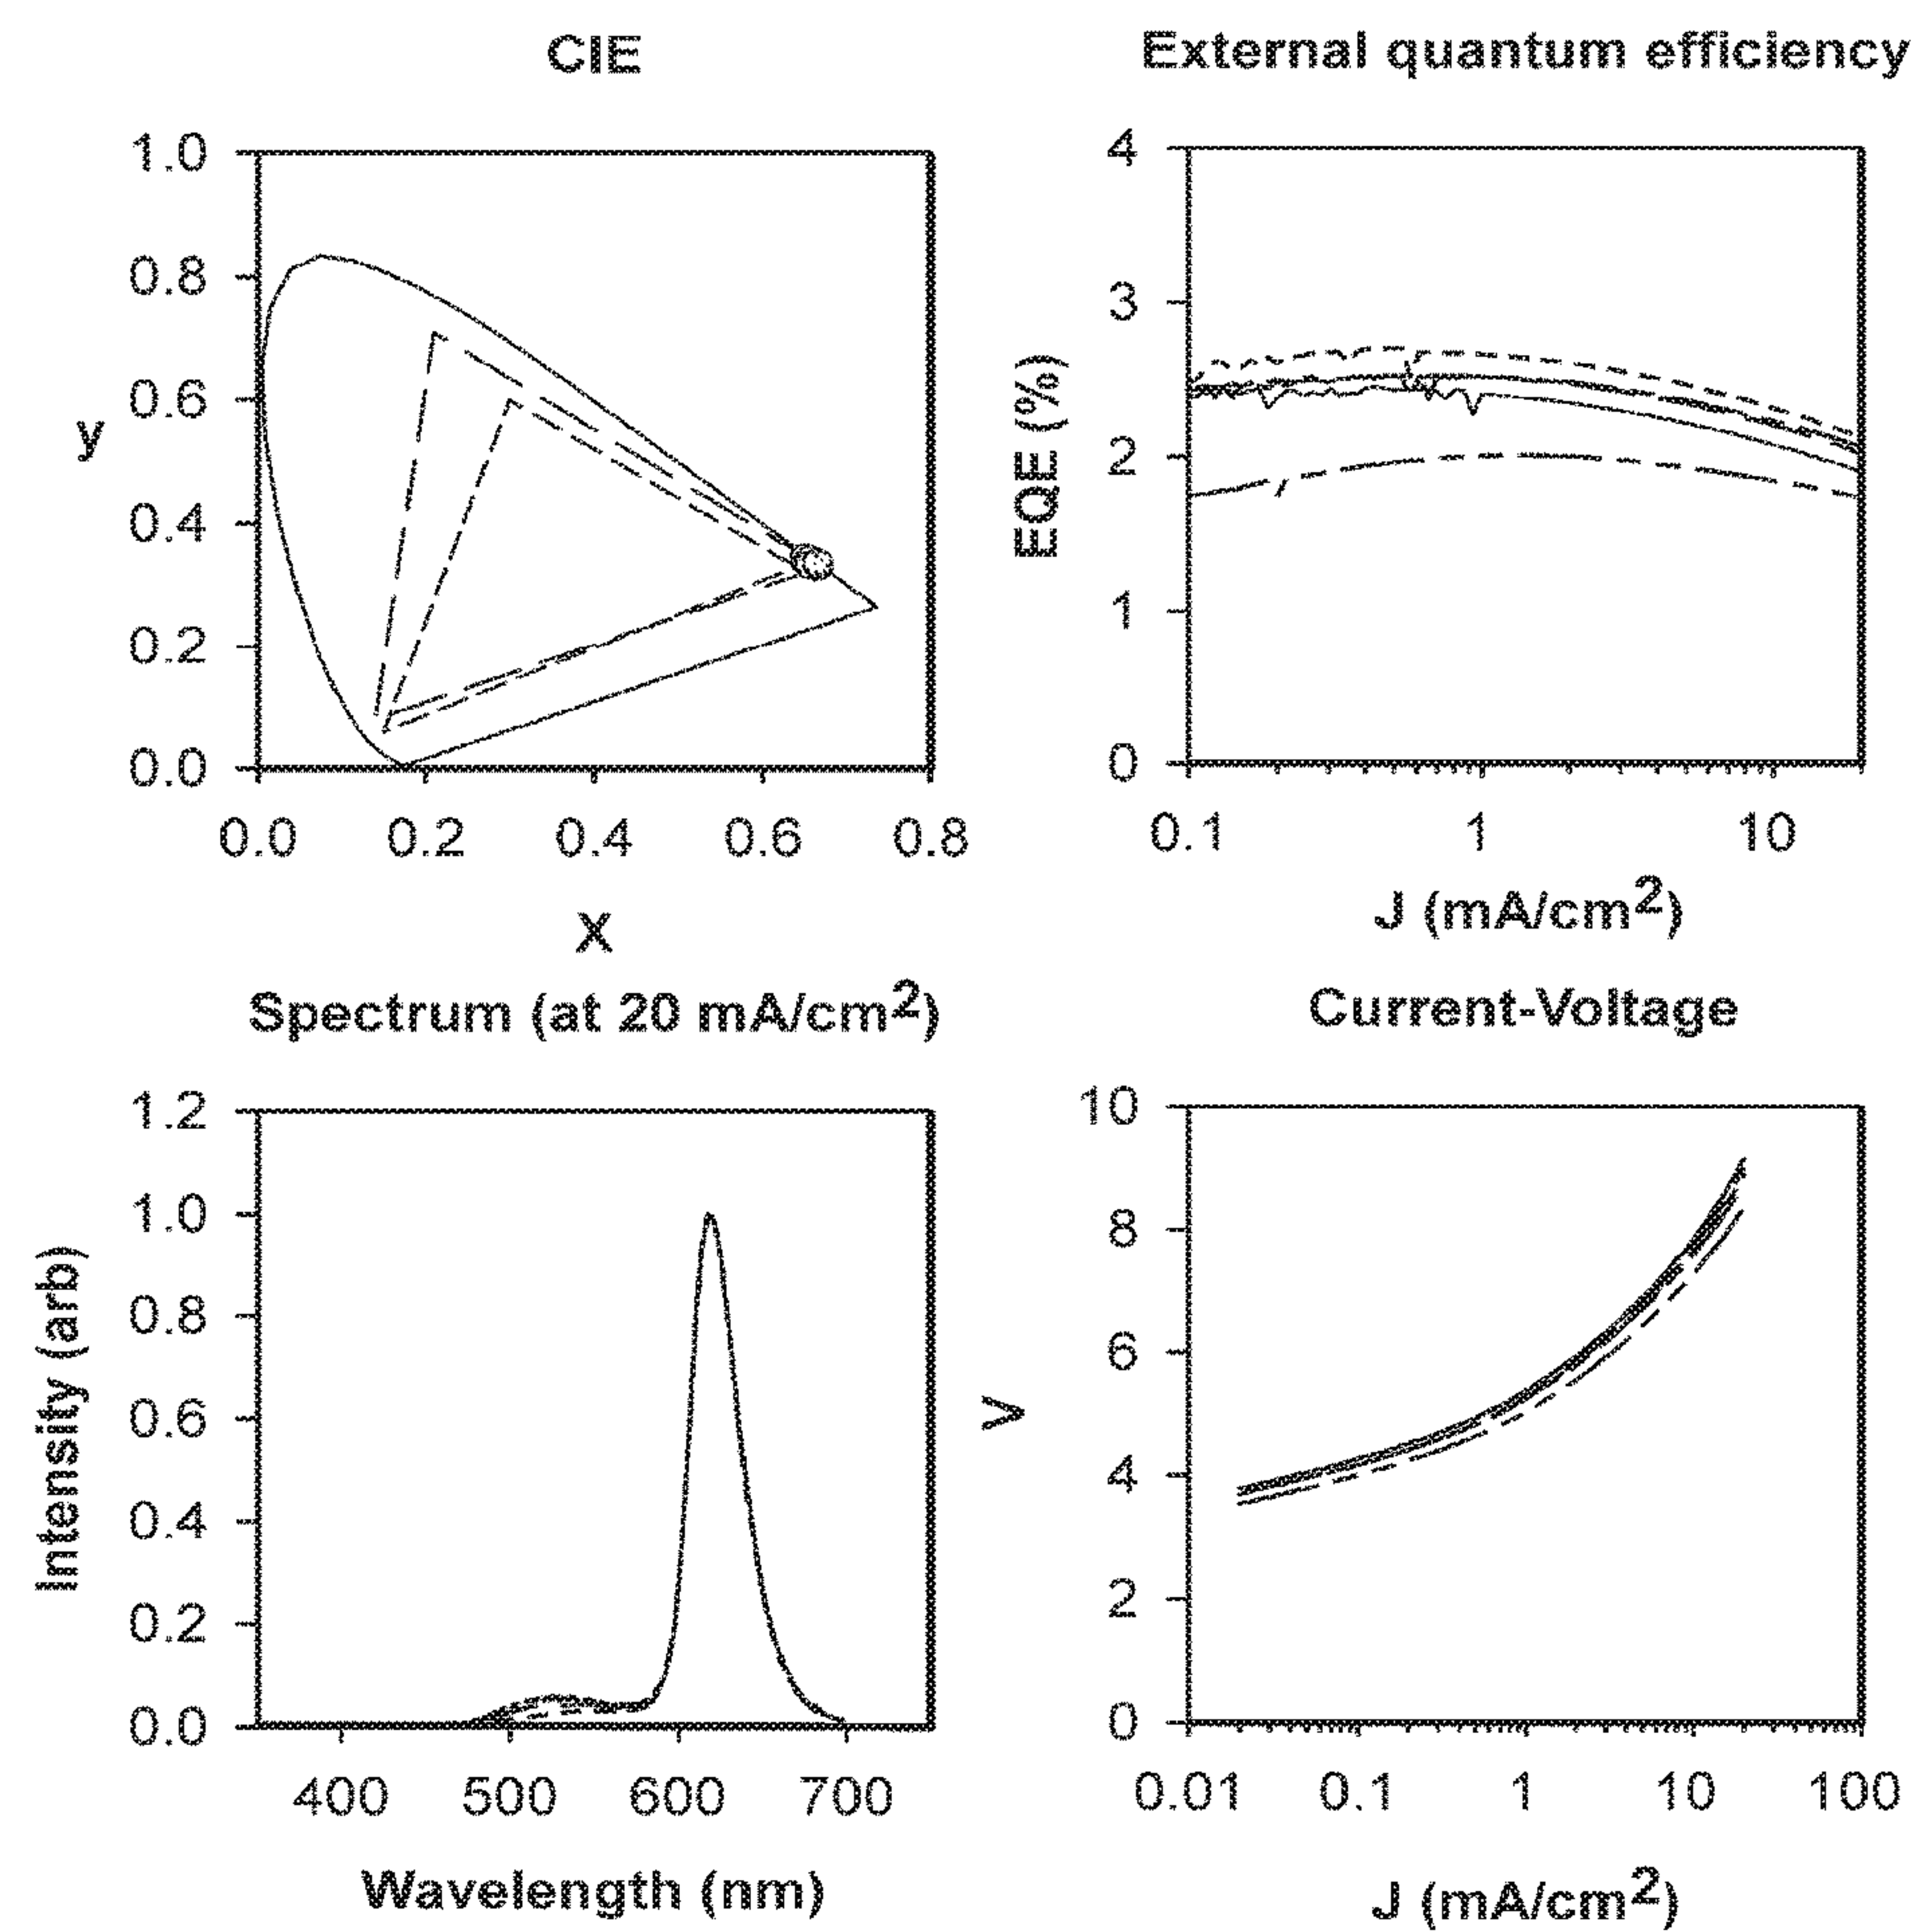 CIE
1.0
0.8
0.6
0.4
0.2
0.0
y
0.0 0.2 0.4 0.6 0.8
X
External quantum efficiency
4
3
2
1
0
EQE (%)
0.1 1 10
J (mA/cm²)
Spectrum (at 20 mA/cm²)
1.2
1.0
0.8
0.6
0.4
0.2
0.0
Intensity (arb)
400 500 600 700
Wavelength (nm)
Current-Voltage
10
8
6
4
2
0
V
0.01 0.1 1 10 100
J (mA/cm²)